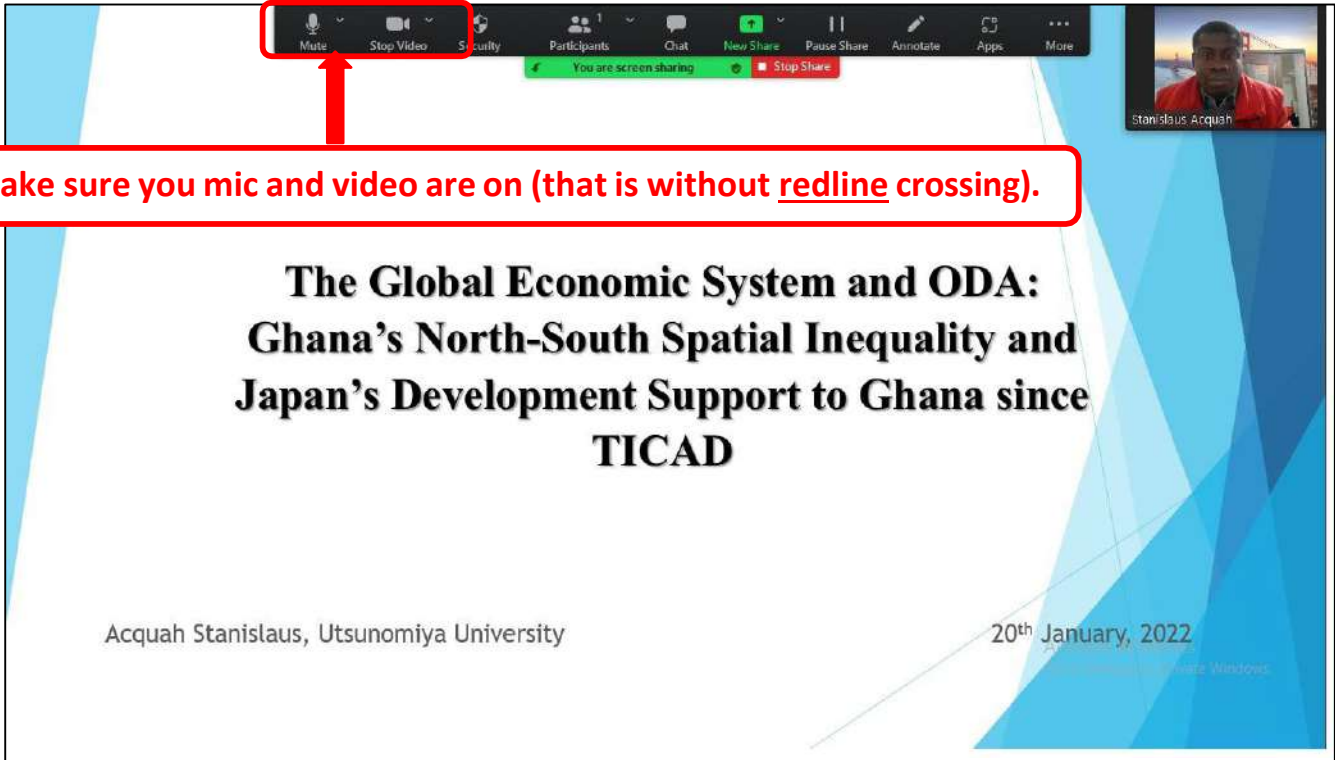 1
Mute Stop Video Security Participants Chat New Share Pause Share Annotate Apps More
You are screen sharing Stop Share
Stanislaus Acquah
ake sure you mic and video are on (that is without redline crossing).
The Global Economic System and ODA:
Ghana’s North-South Spatial Inequality and
Japan’s Development Support to Ghana since
TICAD
Acquah Stanislaus, Utsunomiya University
20th January, 2022
Windows.